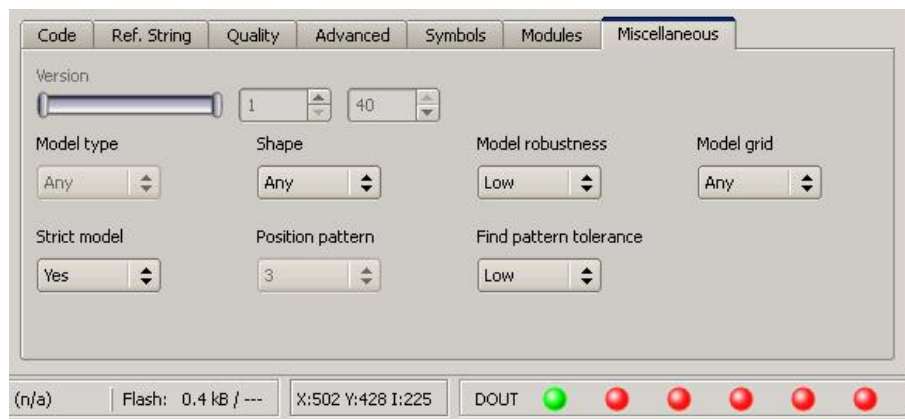 Code Ref. String Quality Advanced Symbols Modules Miscellaneous
Version
1 40
Model type Shape Model robustness Model grid
Any Any Low Any
Strict model Position pattern Find pattern tolerance
Yes 3 Low
(n/a) Flash: 0.4 kB / --- X:502 Y:428 I:225 DOUT